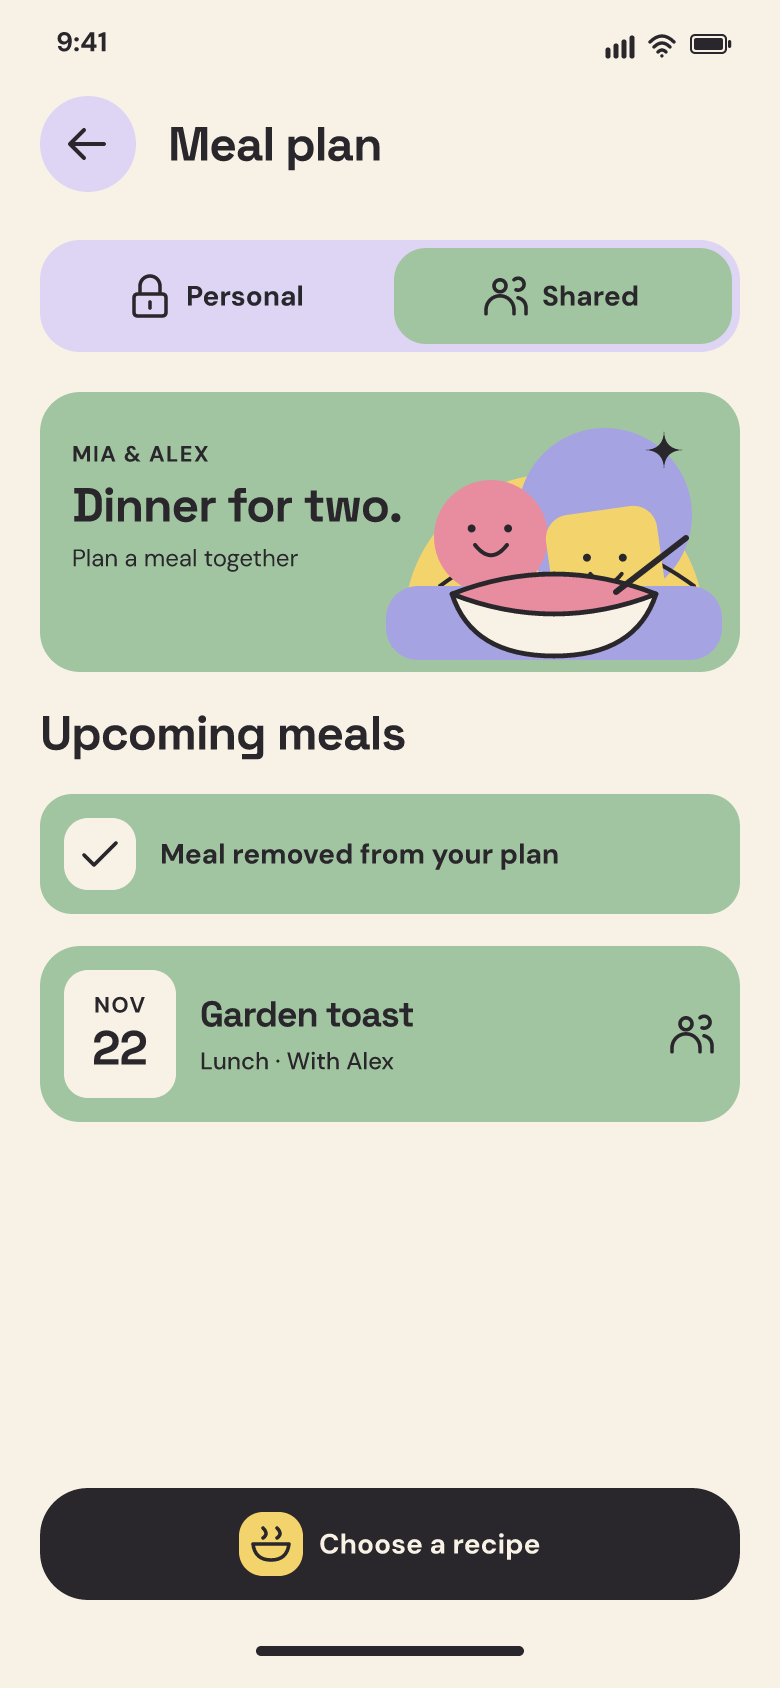 9:41
Meal plan
Personal
Shared
MIA & ALEX
Dinner for two.
Plan a meal together
Upcoming meals
Meal removed from your plan
NOV
22
Garden toast
Lunch · With Alex
Choose a recipe